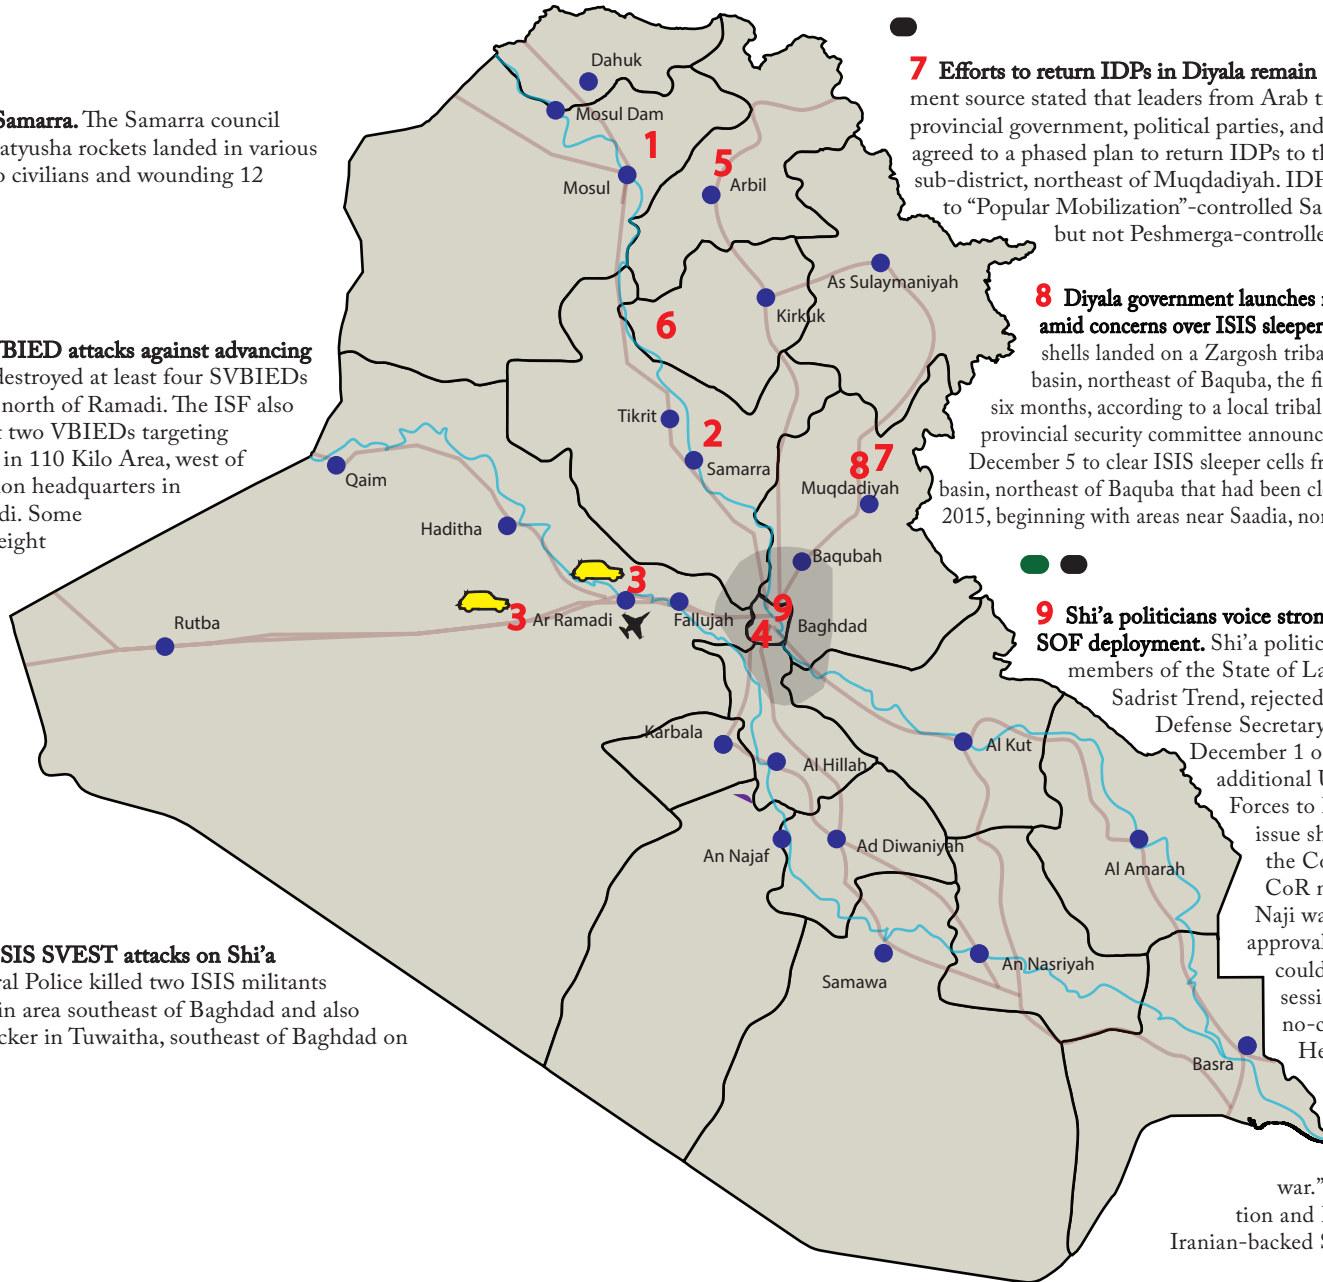 Samarra. The Samarra council
atyusha rockets landed in various
o civilians and wounding 12
BIED attacks against advancing
destroyed at least four SVBIEDs
north of Ramadi. The ISF also
t two VBIEDs targeting
in 110 Kilo Area, west of
ion headquarters in
di. Some
eight
SIS SVEST attacks on Shi’a
ral Police killed two ISIS militants
in area southeast of Baghdad and also
cker in Tuwaitha, southeast of Baghdad on
Dahuk
Mosul Dam
1
Mosul
5
Arbil
As Sulaymaniyah
Kirkuk
6
Tikrit
2
Samarra
8 7
Muqdadiyah
Qaim
Haditha
Baqubah
3
3
Ar Ramadi
Fallujah
9
4
Baghdad
Rutba
Karbala
Al Hillah
Al Kut
An Najaf
Ad Diwaniyah
Al Amarah
Samawa
An Nasriyah
Basra
7 Efforts to return IDPs in Diyala remain
ment source stated that leaders from Arab t
provincial government, political parties, and
agreed to a phased plan to return IDPs to th
sub-district, northeast of Muqdadiyah. IDP
to “Popular Mobilization”-controlled Sa
but not Peshmerga-controlle
8 Diyala government launches
amid concerns over ISIS sleeper
shells landed on a Zargosh triba
basin, northeast of Baquba, the fi
six months, according to a local tribal
provincial security committee announc
December 5 to clear ISIS sleeper cells fr
basin, northeast of Baquba that had been cl
2015, beginning with areas near Saadia, nor
9 Shi’a politicians voice stron
SOF deployment. Shi’a politic
members of the State of La
Sadrist Trend, rejected
Defense Secretary
December 1 o
additional U
Forces to I
issue sh
the Co
CoR m
Naji wa
approval
could
sessi
no-c
He
war.”
tion and I
Iranian-backed S